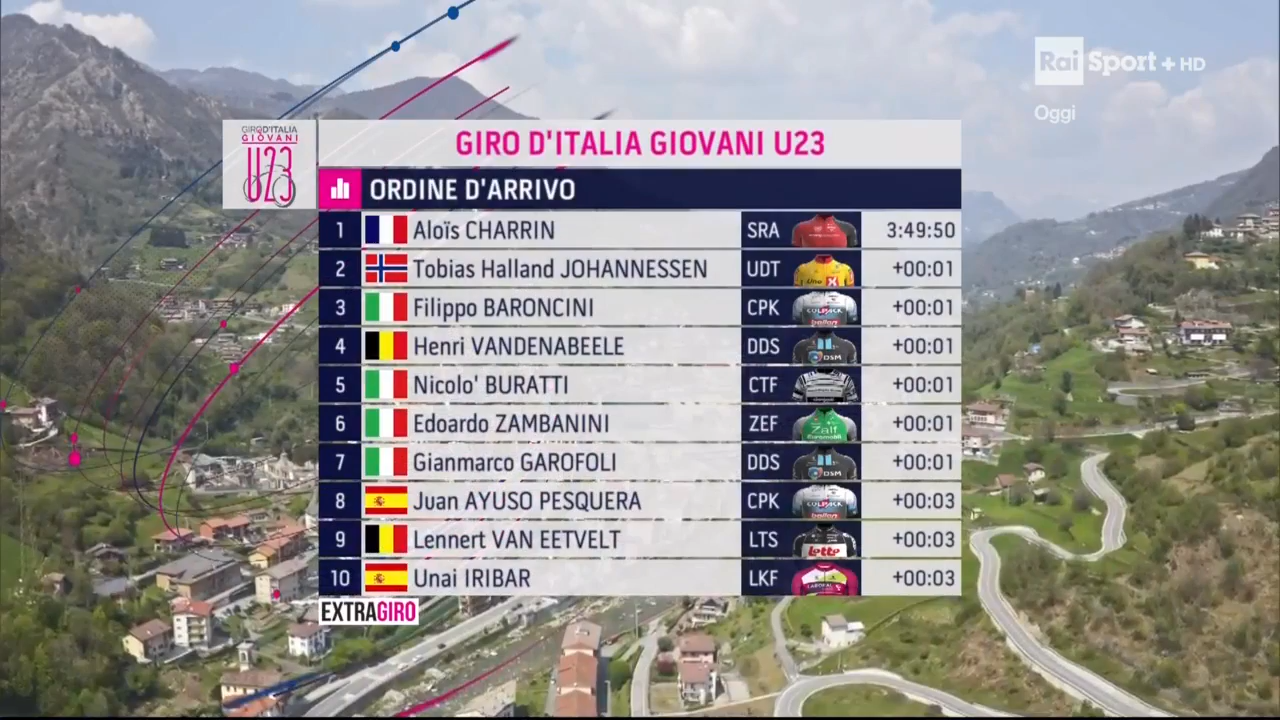 Rai Sport + HD
Oggi
GIRO D'ITALIA
GIOVANI
U23
GIRO D'ITALIA GIOVANI U23
ORDINE D'ARRIVO
1 Aloïs CHARRIN SRA 3:49:50
2 Tobias Halland JOHANNESSEN UDT +00:01
3 Filippo BARONCINI CPK +00:01
4 Henri VANDENABEELE DDS +00:01
5 Nicolo' BURATTI CTF +00:01
6 Edoardo ZAMBANINI ZEF +00:01
7 Gianmarco GAROFOLI DDS +00:01
8 Juan AYUSO PESQUERA CPK +00:03
9 Lennert VAN EETVELT LTS +00:03
10 Unai IRIBAR LKF +00:03
EXTRAGIRO